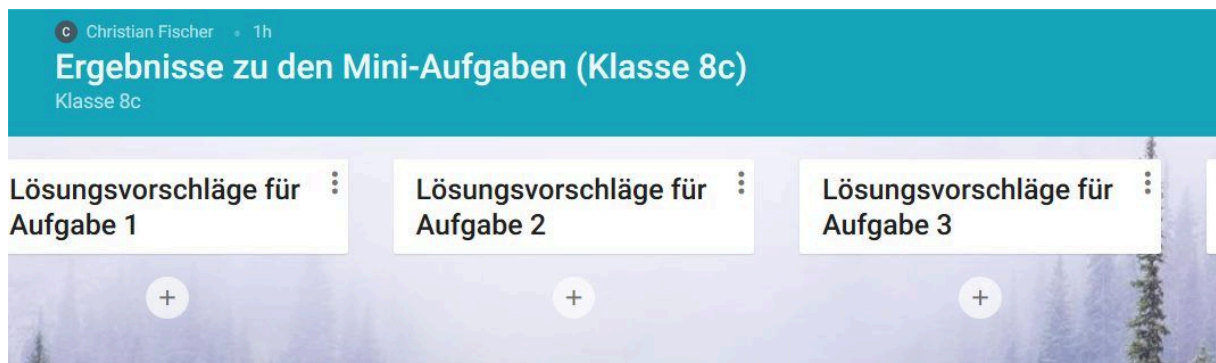 C Christian Fischer • 1h
Ergebnisse zu den Mini-Aufgaben (Klasse 8c)
Klasse 8c
Lösungsvorschläge für
Aufgabe 1
Lösungsvorschläge für
Aufgabe 2
Lösungsvorschläge für
Aufgabe 3
+
+
+